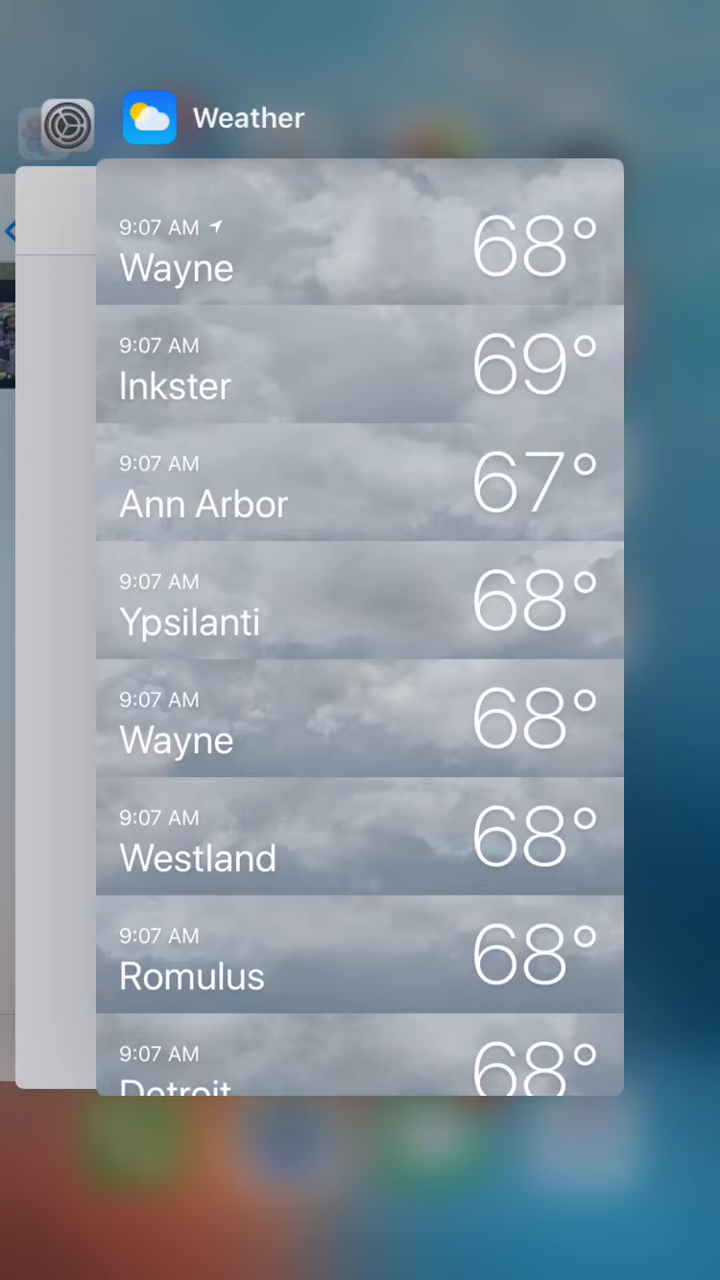 Weather
9:07 AM
Wayne
68°
9:07 AM
Inkster
69°
9:07 AM
Ann Arbor
67°
9:07 AM
Ypsilanti
68°
9:07 AM
Wayne
68°
9:07 AM
Westland
68°
9:07 AM
Romulus
68°
9:07 AM
Detroit
68°